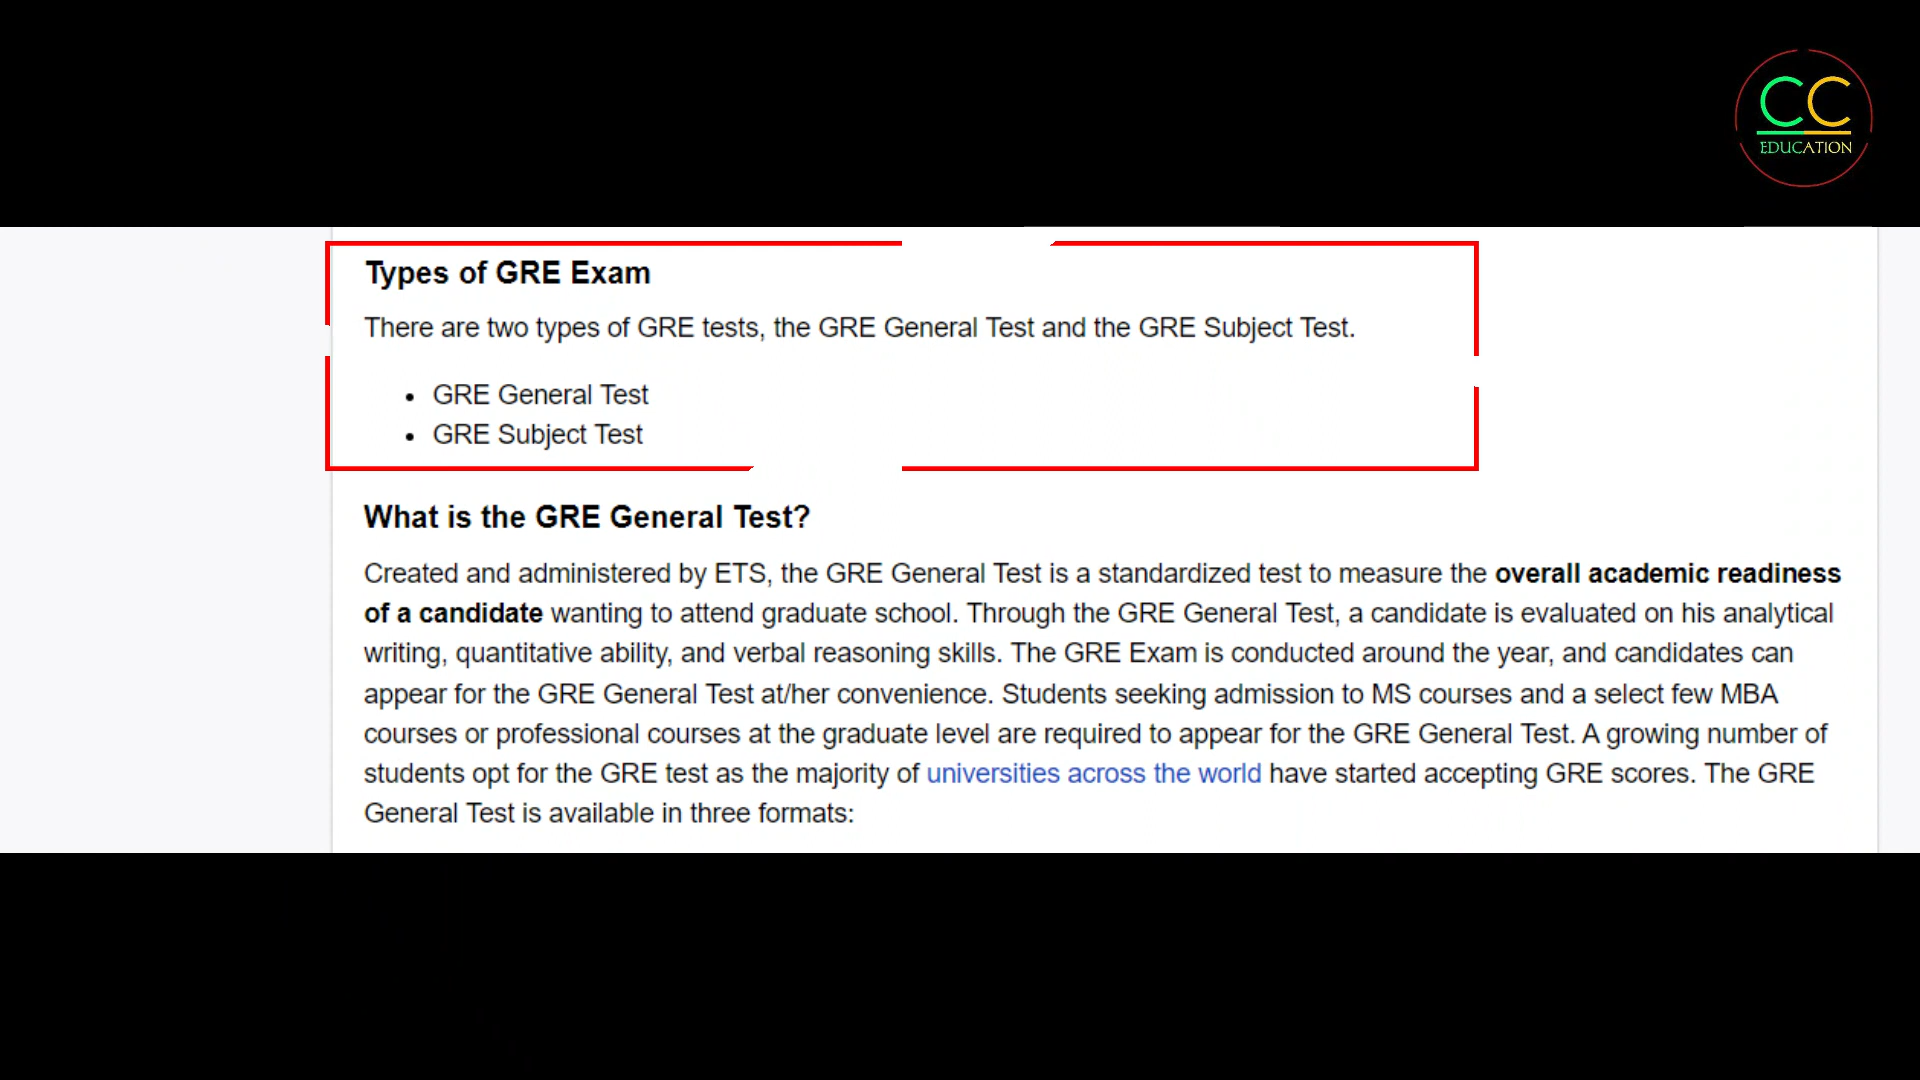 CC
EDUCATION
Types of GRE Exam
There are two types of GRE tests, the GRE General Test and the GRE Subject Test.
• GRE General Test
• GRE Subject Test
What is the GRE General Test?
Created and administered by ETS, the GRE General Test is a standardized test to measure the overall academic readiness
of a candidate wanting to attend graduate school. Through the GRE General Test, a candidate is evaluated on his analytical
writing, quantitative ability, and verbal reasoning skills. The GRE Exam is conducted around the year, and candidates can
appear for the GRE General Test at/her convenience. Students seeking admission to MS courses and a select few MBA
courses or professional courses at the graduate level are required to appear for the GRE General Test. A growing number of
students opt for the GRE test as the majority of universities across the world have started accepting GRE scores. The GRE
General Test is available in three formats: